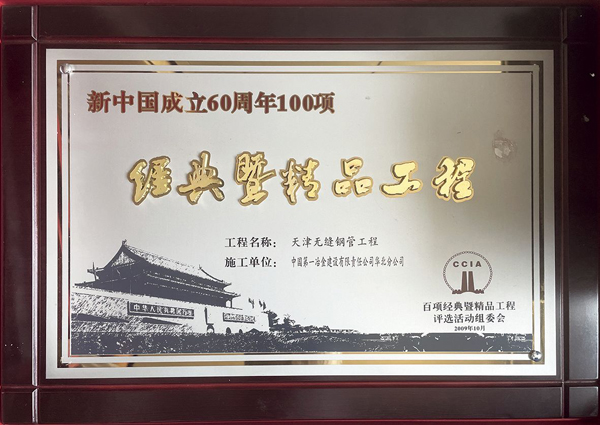 新中国成立60周年100项
经典暨精品工程
工程名称： 天津无缝钢管工程
施工单位： 中国第一冶金建设有限责任公司华北分公司
CCIA
百项经典暨精品工程
评选活动组委会
2009年10月